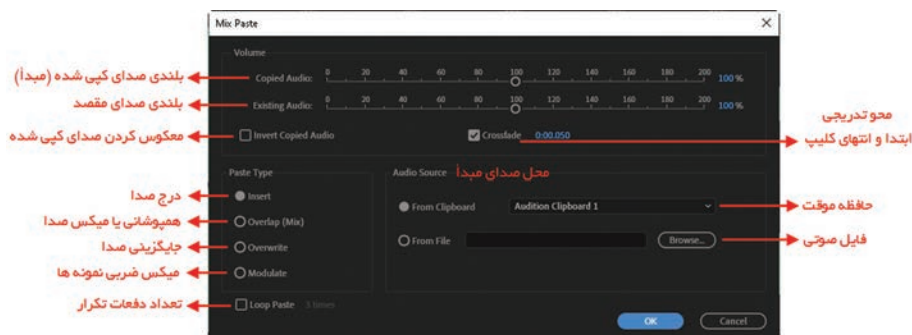 Mix Paste
Volume
بلندی صدای کپی شده (مبدأ)
Copied Audio: 0 20 40 60 80 100 120 140 160 180 200 100 %
بلندی صدای مقصد
Existing Audio: 0 20 40 60 80 100 120 140 160 180 200 100 %
معکوس کردن صدای کپی شده
Invert Copied Audio
Crossfade 0:00.050
محو تدریجی
ابتدا و انتهای کلیپ
Paste Type
درج صدا
Insert
همپوشانی یا میکس صدا
Overlap (Mix)
جایگزینی صدا
Overwrite
میکس ضربی نمونه ها
Modulate
Audio Source محل صدای مبدأ
From Clipboard Audition Clipboard 1
حافظه موقت
From File Browse...
فایل صوتی
تعداد دفعات تکرار
Loop Paste 3 times
OK Cancel